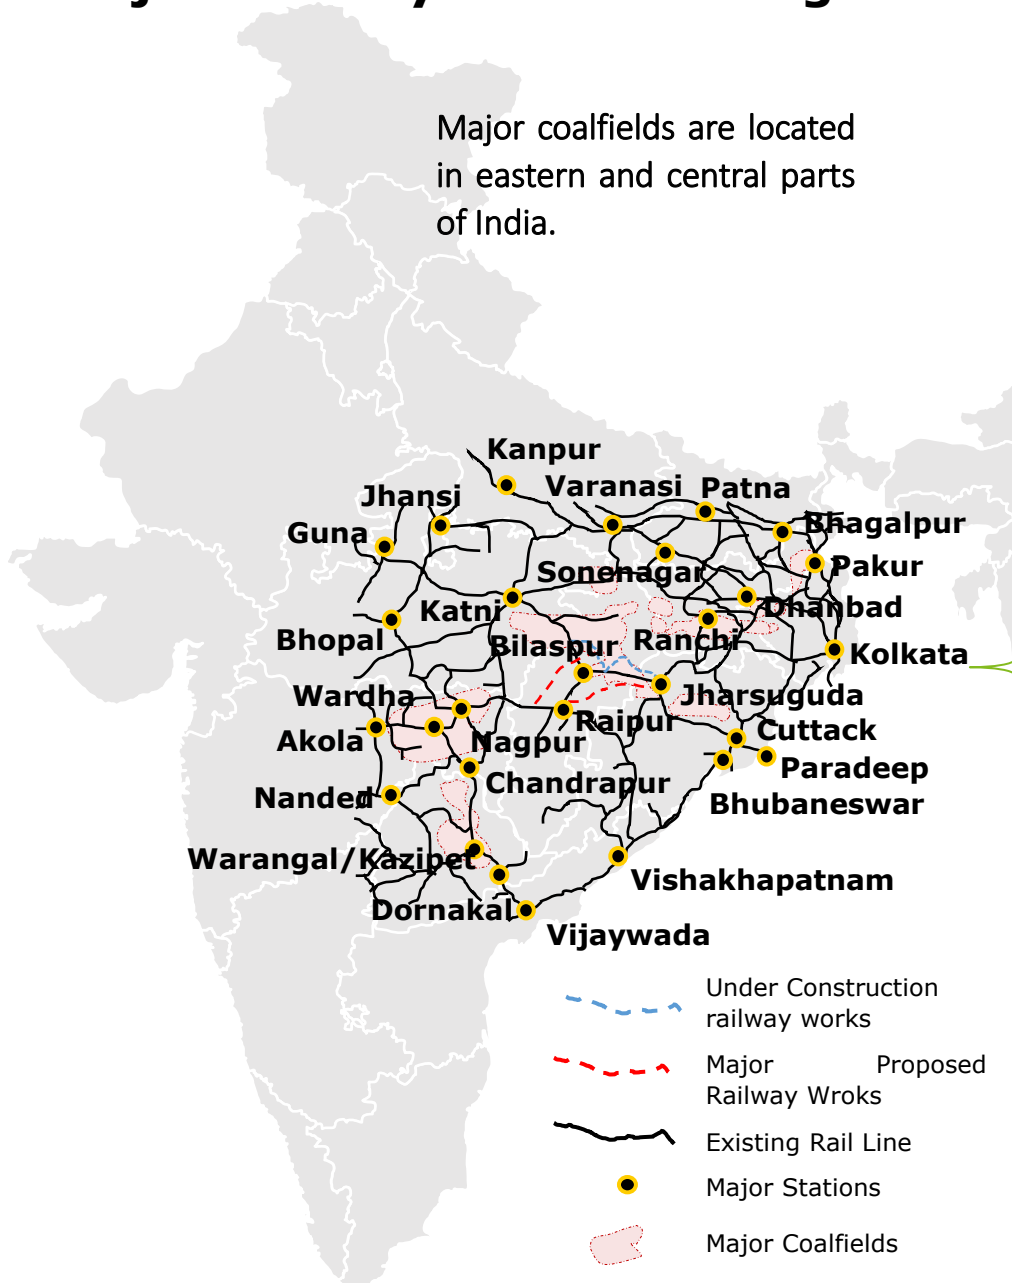 Major coalfields are located
in eastern and central parts
of India.
Kanpur
Varanasi
Patna
Jhansi
Bhagalpur
Guna
Pakur
Sonenagar
Katni
Dhanbad
Bhopal
Bilaspur
Ranchi
Kolkata
Wardha
Jharsuguda
Raipur
Cuttack
Akola
Nagpur
Paradeep
Chandrapur
Nanded
Bhubaneswar
Warangal/Kazipet
Vishakhapatnam
Dornakal
Vijaywada
Under Construction
railway works
Major Proposed
Railway Wroks
Existing Rail Line
Major Stations
Major Coalfields